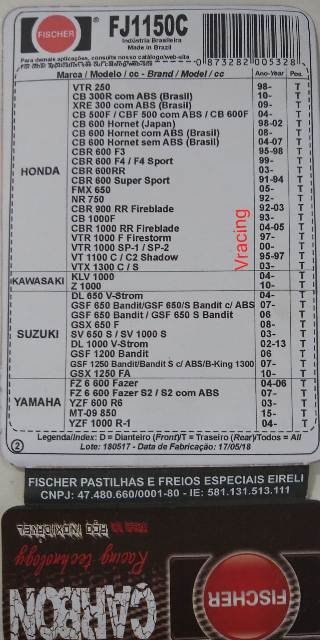 FISCHER
FJ1150C
Indústria Brasileira
Made in Brazil
Para demais aplicações, consulte nosso catálogo/web-site
0 873282 005328
Marca / Modelo / cc - Brand / Model / cc Ano-Year Pos.
HONDA
VTR 250 98- T
CB 300R com ABS (Brasil) 10- T
XRE 300 com ABS (Brasil) 09- T
CB 500F / CBF 500 com ABS / CB 600F 04- T
CB 600 Hornet (Japan) 98-02 T
CB 600 Hornet com ABS (Brasil) 08- T
CB 600 Hornet sem ABS (Brasil) 04-07 T
CBR 600 F3 95-98 T
CBR 600 F4 / F4 Sport 99- T
CBR 600RR 03- T
CBR 600 Super Sport 91-94 T
FMX 650 05- T
NR 750 92- T
CBR 900 RR Fireblade 92-03 T
CB 1000F 93- T
CBR 1000 RR Fireblade 04-05 T
VTR 1000 F Firestorm 97- T
VTR 1000 SP-1 / SP-2 00- T
VT 1100 C / C2 Shadow 95-97 T
VTX 1300 C / S 03- T
KAWASAKI
KLV 1000 04- T
Z 1000 10- T
SUZUKI
DL 650 V-Strom 04- T
GSF 650 Bandit/GSF 650/S Bandit c/ ABS 07- T
GSF 650 Bandit / GSF 650 S Bandit 06 T
GSX 650 F 08- T
SV 650 S / SV 1000 S 03- T
DL 1000 V-Strom 02-13 T
GSF 1200 Bandit 06 T
GSF 1250 Bandit/Bandit S c/ ABS/B-King 1300 07- T
GSX 1250 FA 10- T
YAMAHA
FZ 6 600 Fazer 04-06 T
FZ 6 600 Fazer S2 / S2 com ABS 07- T
YZF 600 R6 03- T
MT-09 850 15- T
YZF 1000 R-1 04- T
Vracing
Legenda/Index: D = Dianteiro (Front)/T = Traseiro (Rear)/Todos = All
2 Lote: 180517 - Data de Fabricação: 17/05/18
FISCHER PASTILHAS E FREIOS ESPECIAIS EIRELI
CNPJ: 47.480.660/0001-80 - IE: 581.131.513.111
AÇO INOXIDÁVEL
Racing technology
CARBON
FISCHER